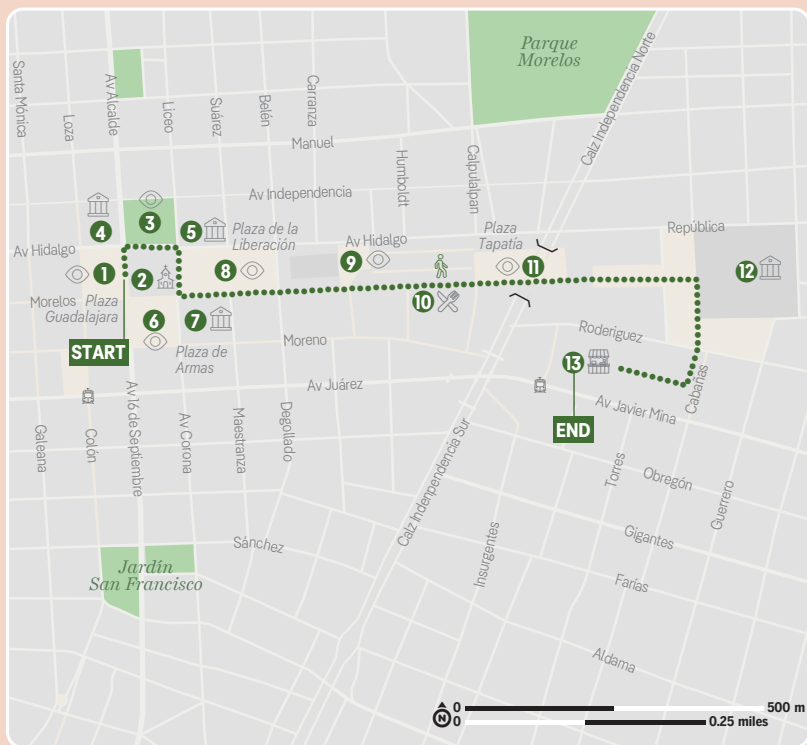 Parque
Morelos
Calz Independencia Norte
Santa Mónica
Loza
Av Alcalde
Liceo
Suárez
Belén
Carranza
Manuel
Humboldt
Calpulalpan
Av Independencia
4
3
5
Plaza de la
Liberación
Av Hidalgo
Av Hidalgo
Plaza
Tapatía
República
1
2
8
9
11
12
Morelos
Plaza
Guadalajara
6
7
10
START
Plaza de
Armas
Moreno
Roderiguez
13
Av Juárez
Cabañas
Av Javier Mina
END
Galeana
Colón
Av 16 de Septiembre
Av Corona
Maestranza
Degollado
Calz Independencia Sur
Torres
Obregón
Guerrero
Insurgentes
Gigantes
Sánchez
Jardín
San Francisco
Farías
Aldama
N
0
500 m
0
0.25 miles